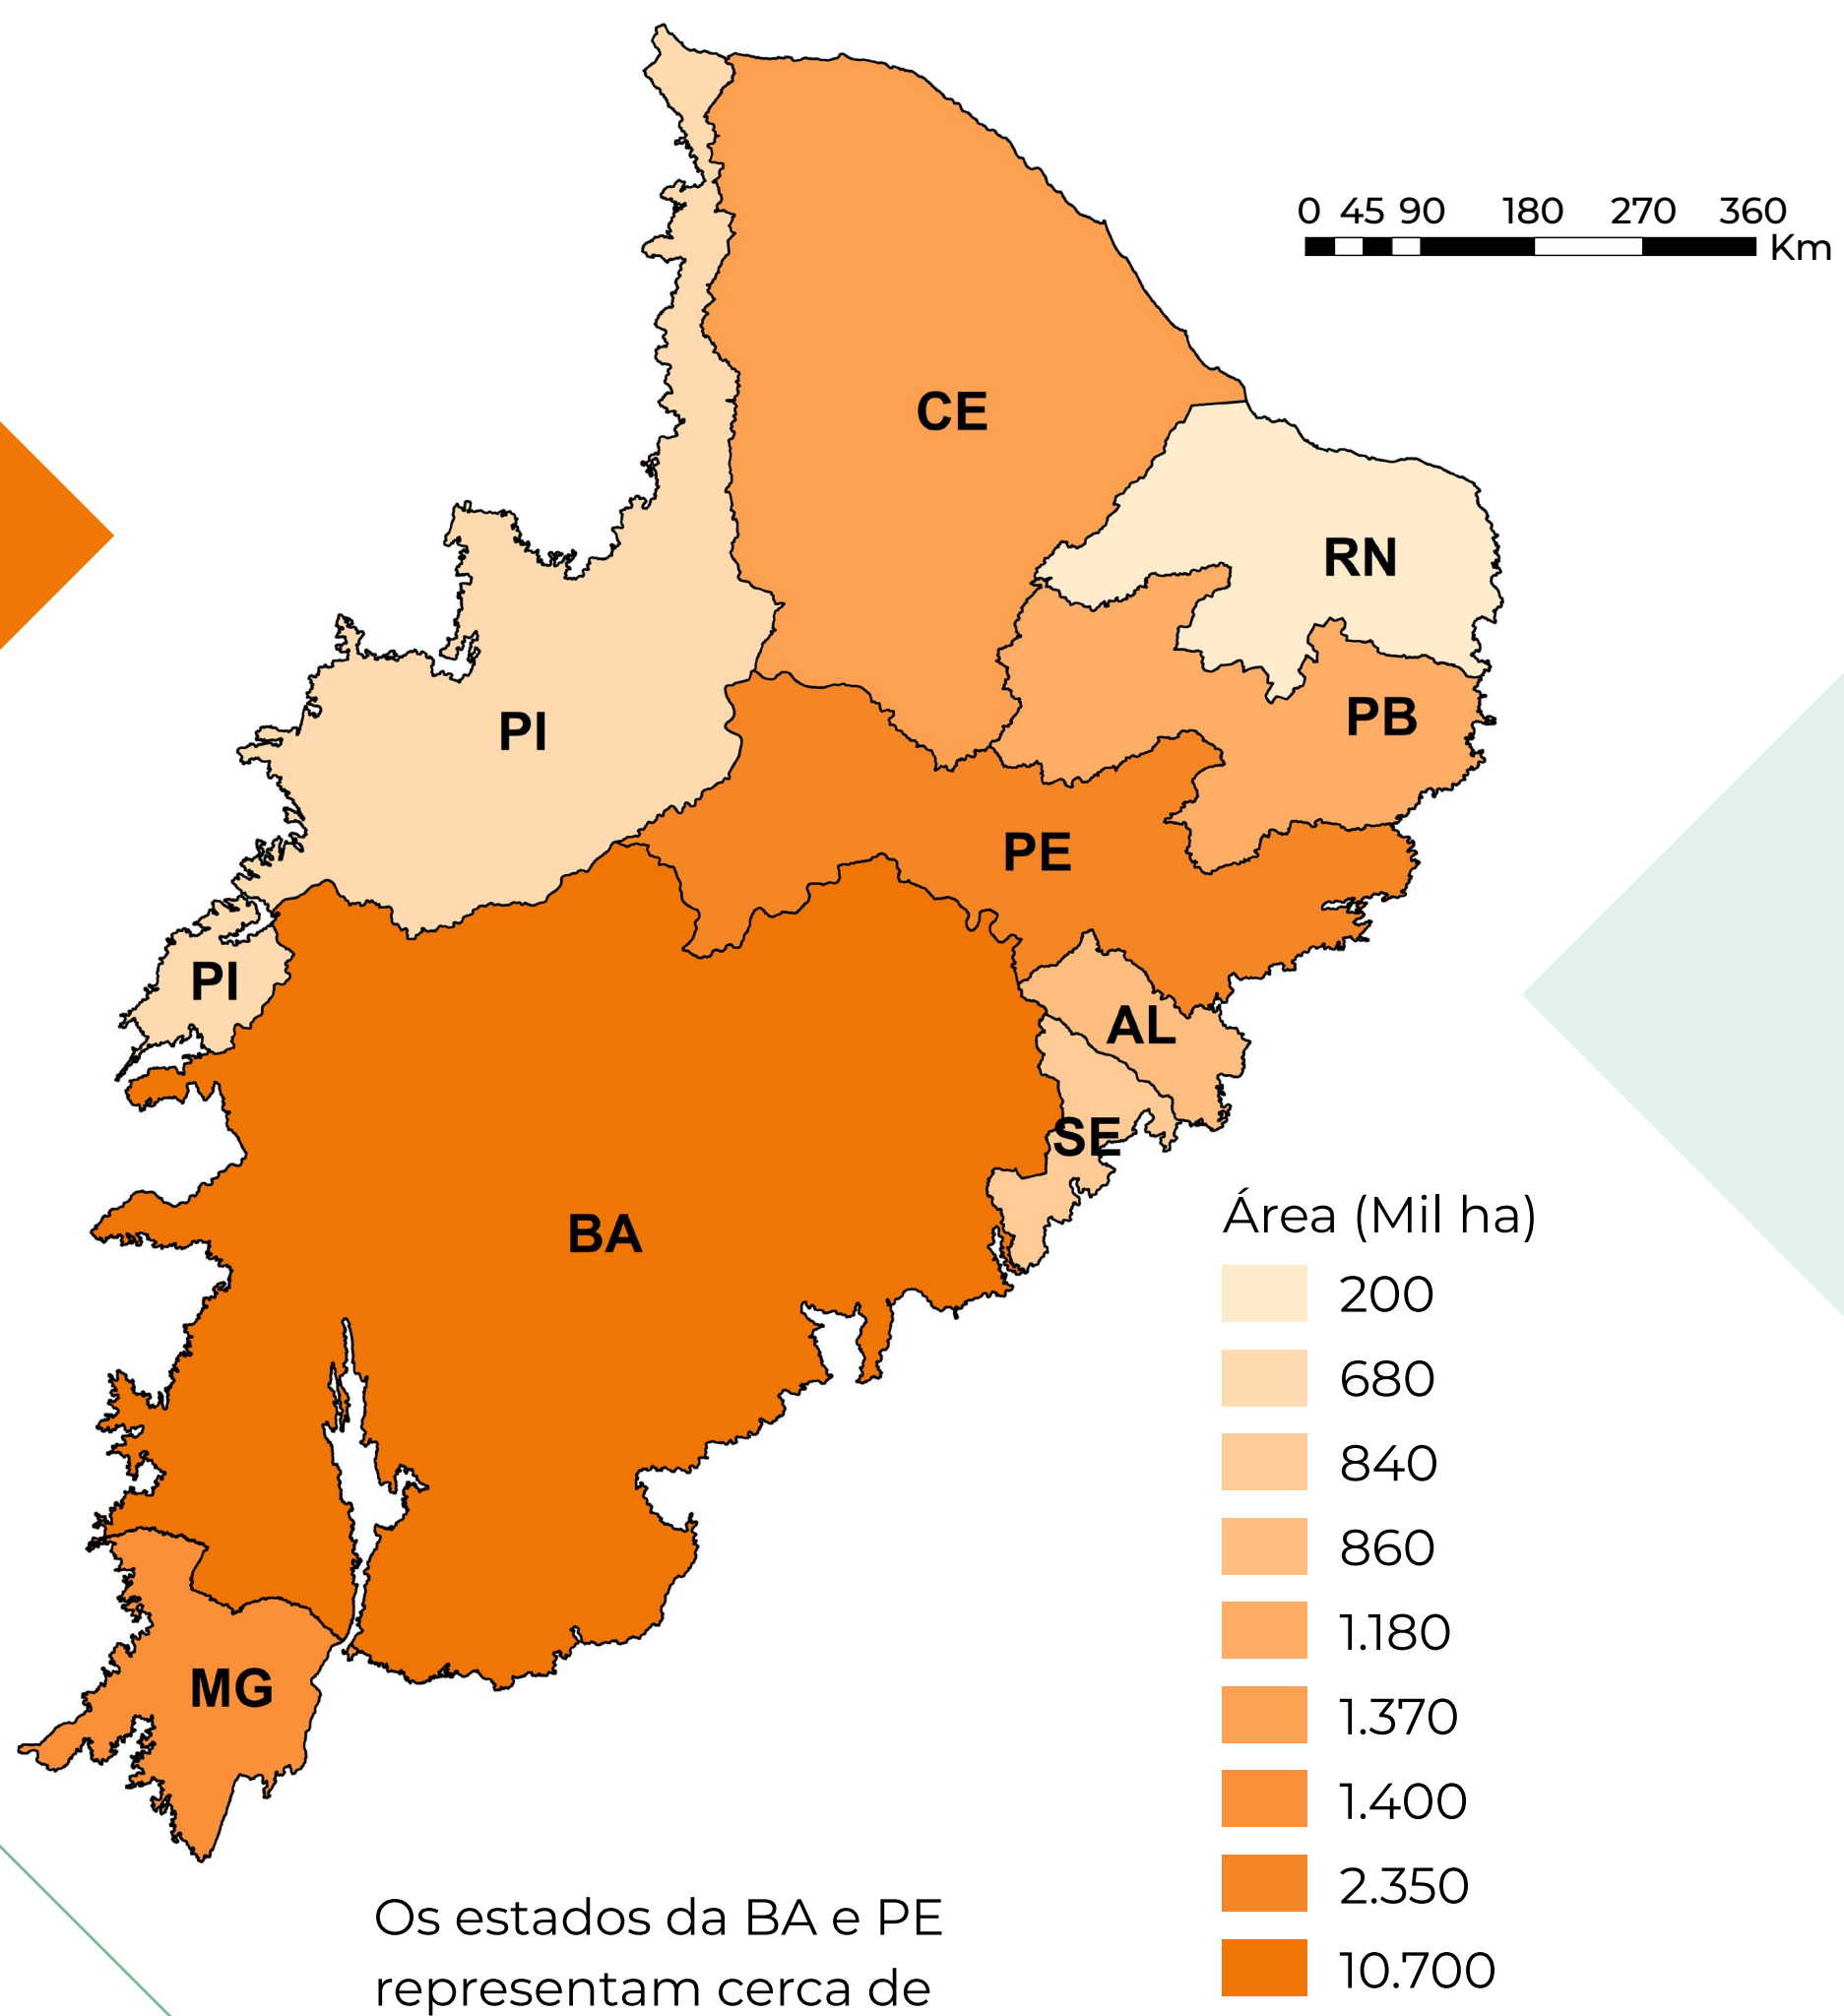 0 45 90 180 270 360
Km
CE
RN
PI
PB
PE
PI
AL
SE
BA
MG
Área (Mil ha)
200
680
840
860
1.180
1.370
1.400
2.350
10.700
Os estados da BA e PE
representam cerca de